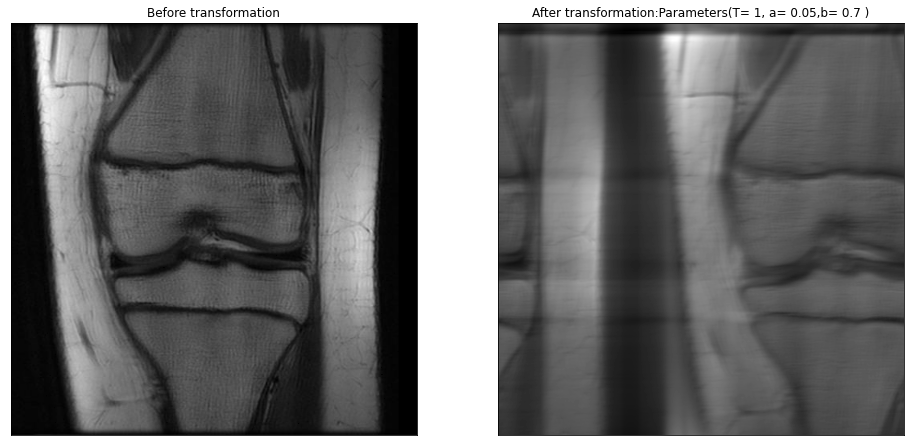 Before transformation
After transformation:Parameters(T= 1, a= 0.05,b= 0.7 )